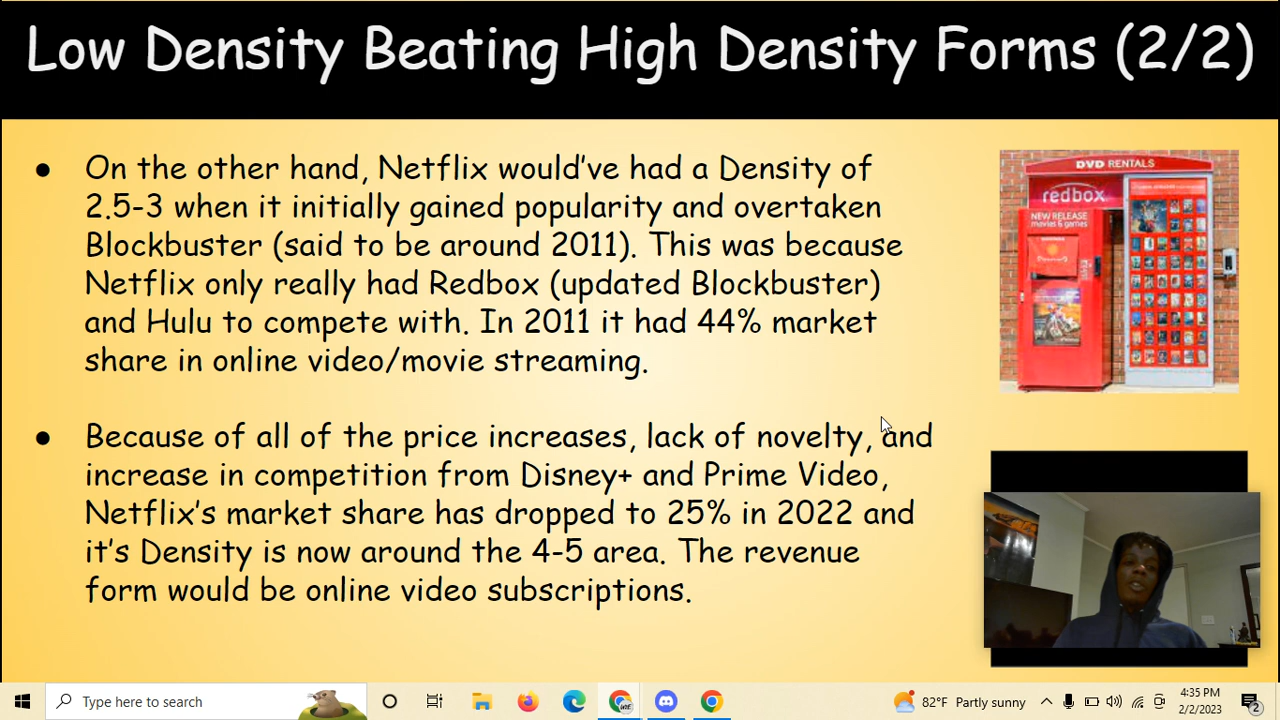 Low Density Beating High Density Forms (2/2)
● On the other hand, Netflix would've had a Density of
2.5-3 when it initially gained popularity and overtaken
Blockbuster (said to be around 2011). This was because
Netflix only really had Redbox (updated Blockbuster)
and Hulu to compete with. In 2011 it had 44% market
share in online video/movie streaming.
● Because of all of the price increases, lack of novelty, and
increase in competition from Disney+ and Prime Video,
Netflix's market share has dropped to 25% in 2022 and
it's Density is now around the 4-5 area. The revenue
form would be online video subscriptions.
DVD RENTALS
redbox
NEW RELEASE
movies & games
Type here to search
82°F Partly sunny
4:35 PM
2/2/2023
2